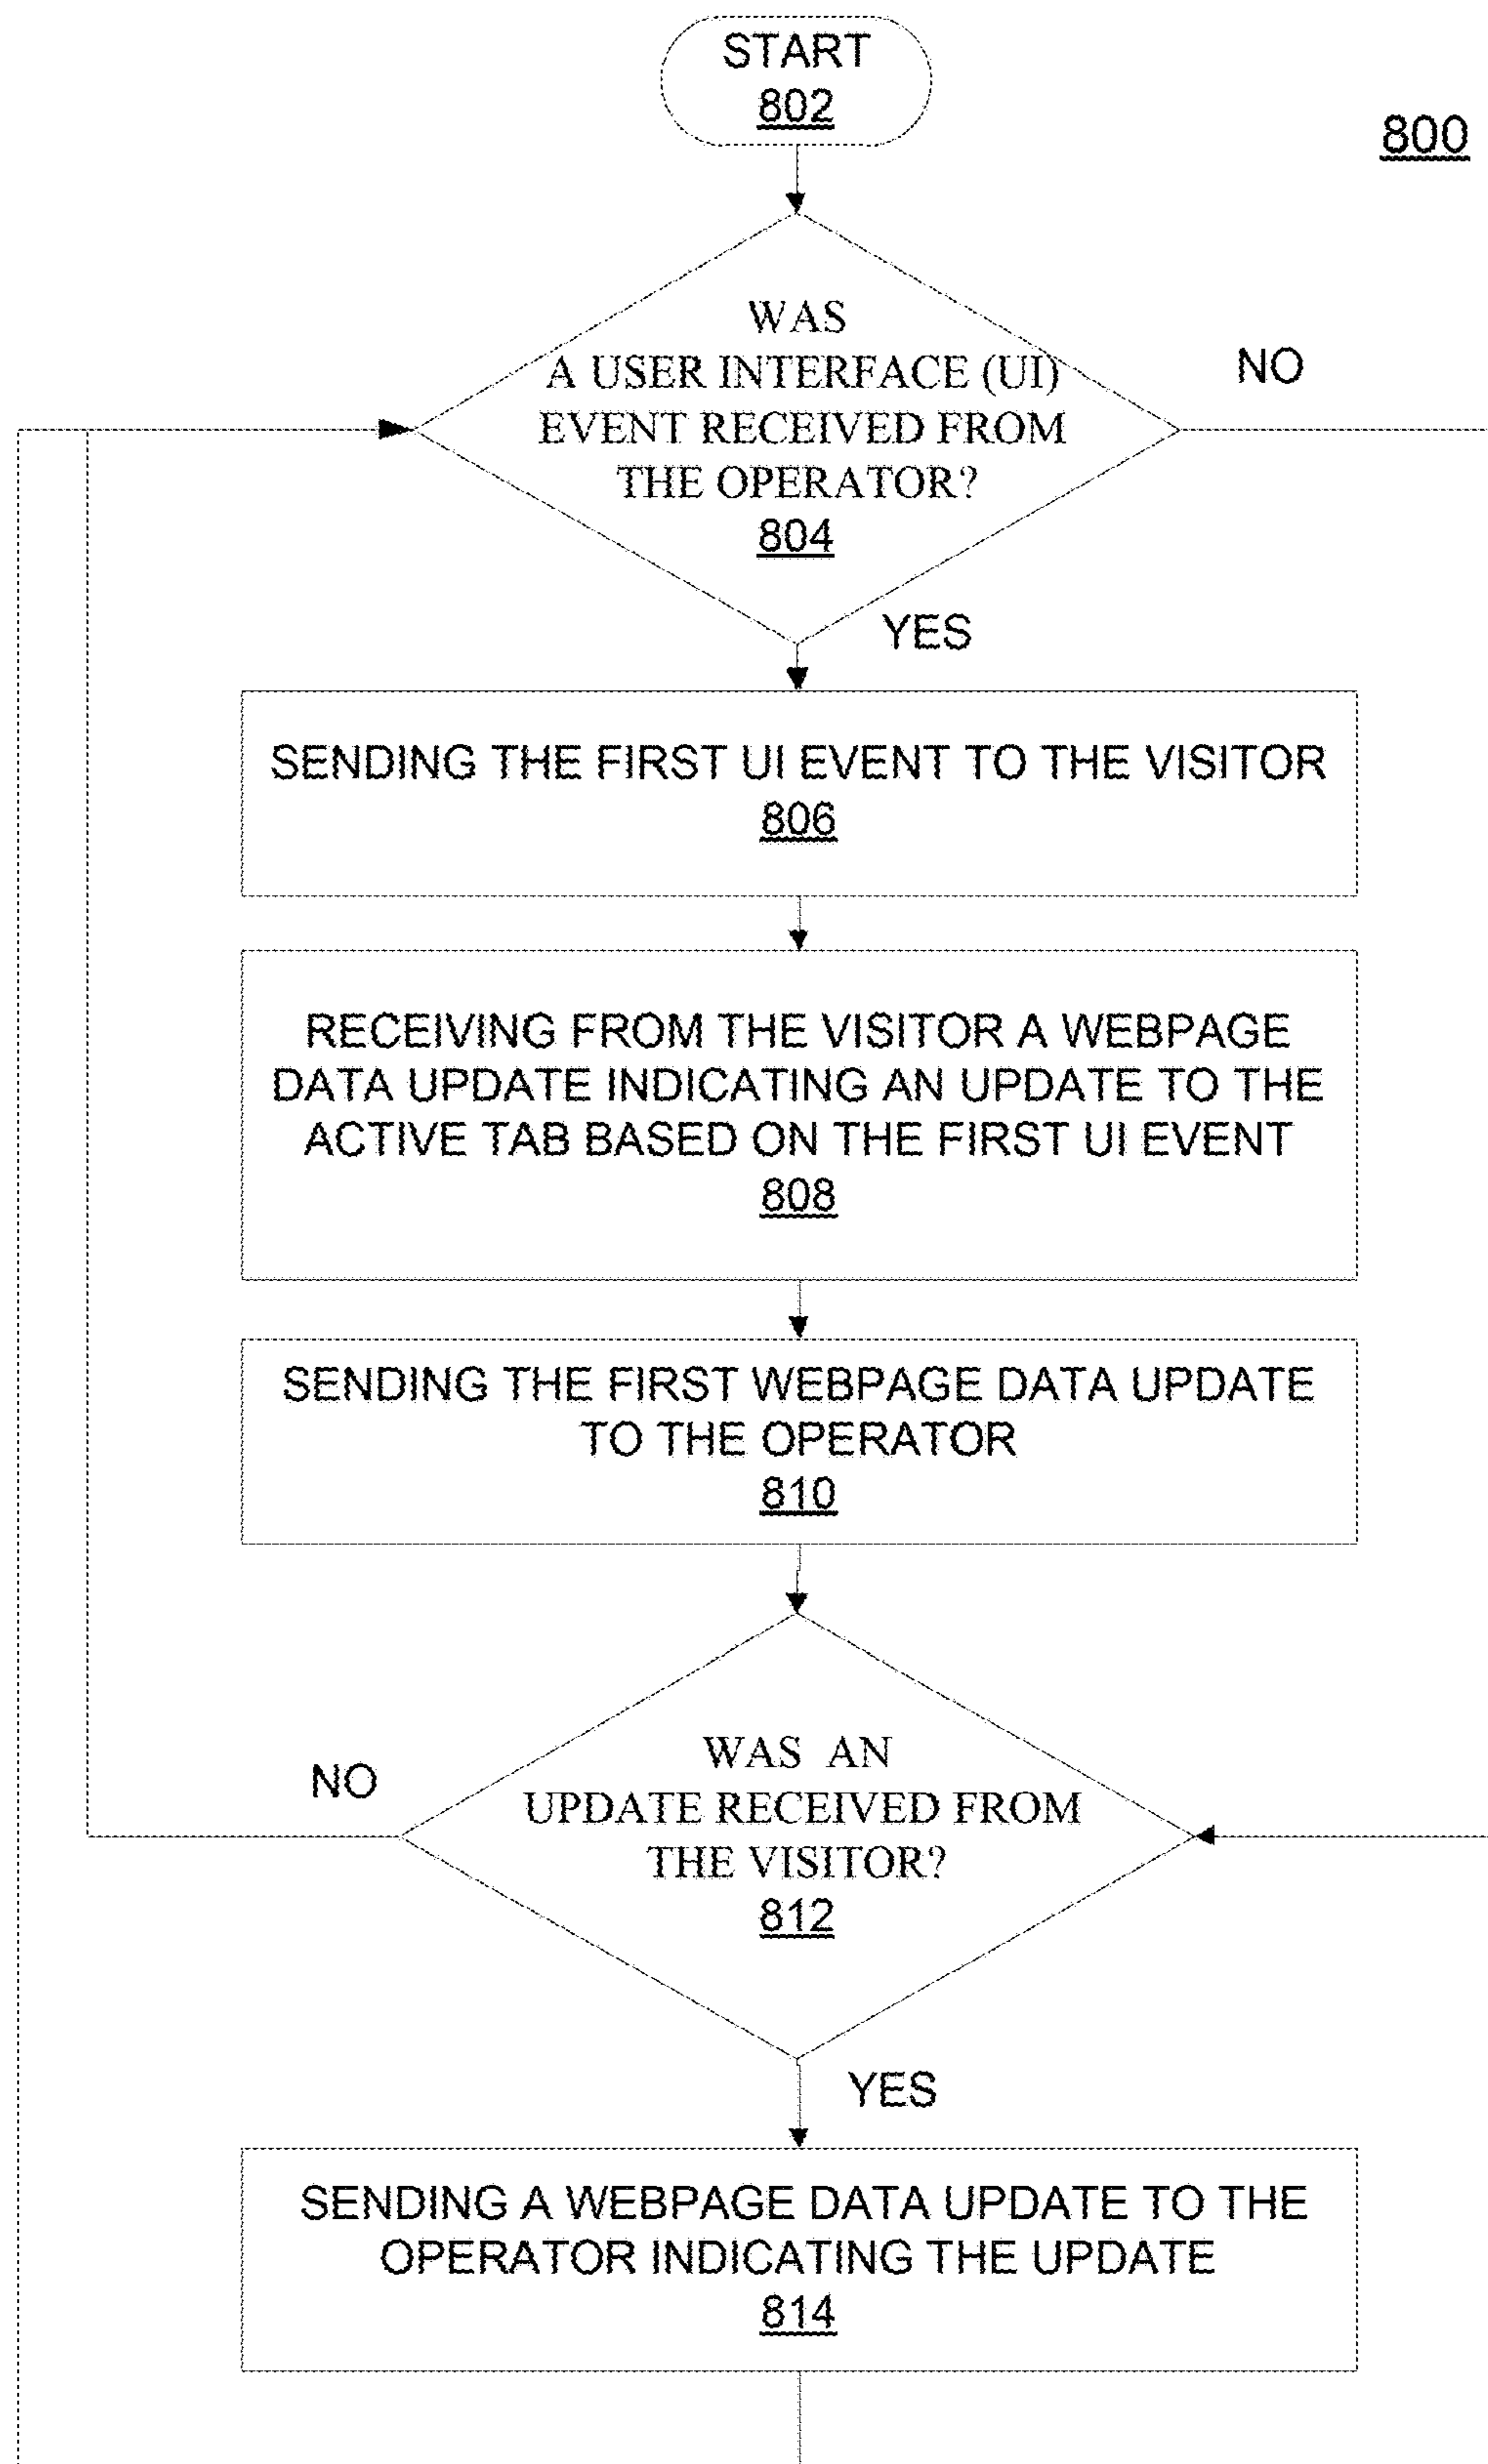 START
802
800
WAS
A USER INTERFACE (UI)
EVENT RECEIVED FROM
THE OPERATOR?
804
NO
YES
SENDING THE FIRST UI EVENT TO THE VISITOR
806
RECEIVING FROM THE VISITOR A WEBPAGE
DATA UPDATE INDICATING AN UPDATE TO THE
ACTIVE TAB BASED ON THE FIRST UI EVENT
808
SENDING THE FIRST WEBPAGE DATA UPDATE
TO THE OPERATOR
810
WAS AN
UPDATE RECEIVED FROM
THE VISITOR?
812
NO
YES
SENDING A WEBPAGE DATA UPDATE TO THE
OPERATOR INDICATING THE UPDATE
814